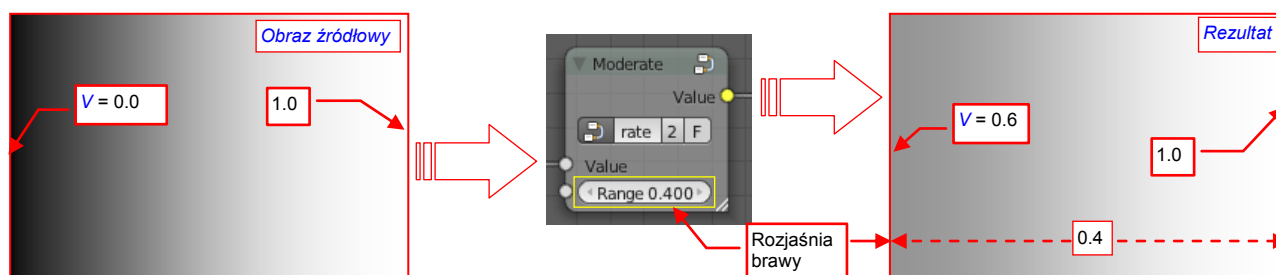 Obraz źródłowy
V = 0.0
1.0
Moderate
Value
rate 2 F
Value
Range 0.400
Rozjaśnia
brawy
Rezultat
V = 0.6
1.0
0.4